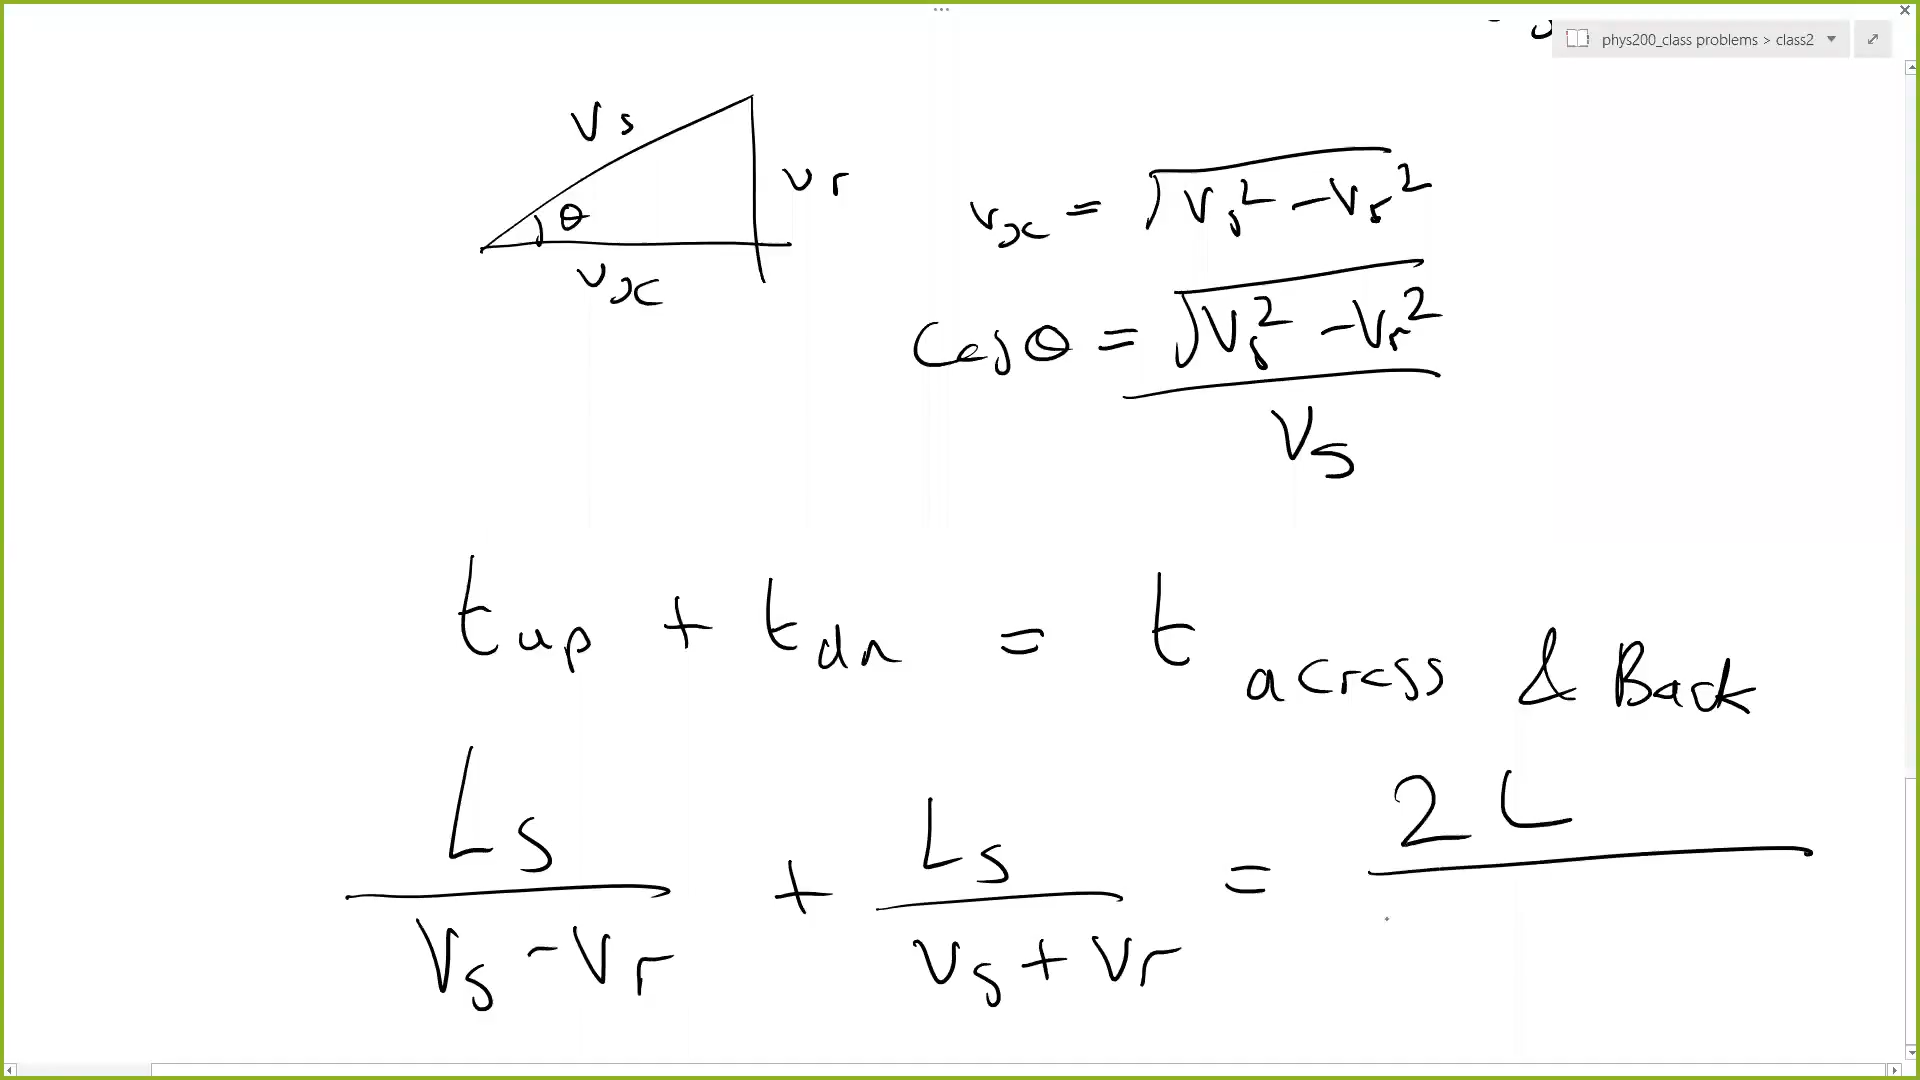 phys200_class problems > class2
Vs
vr
θ
vx
vx = √Vs² - Vr²
Cos θ = √Vs² - Vr² / Vs
tup + tdn = t across & Back
Ls / Vs - Vr + Ls / Vs + Vr = 2L